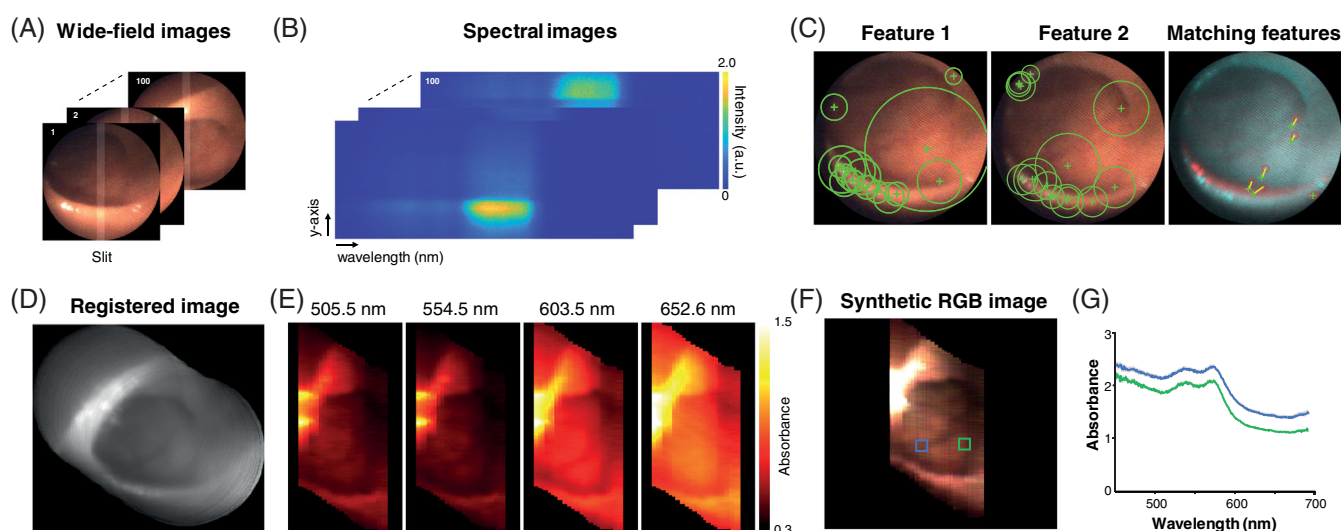 (A) Wide-field images
100
2
1
Slit
(B) Spectral images
100
2.0
Intensity (a.u.)
0
y-axis
wavelength (nm)
(C) Feature 1 Feature 2 Matching features
(D) Registered image
(E) 505.5 nm 554.5 nm 603.5 nm 652.6 nm
1.5
Absorbance
0.3
(F) Synthetic RGB image
(G)
3
2
1
0
Absorbance
500 600 700
Wavelength (nm)